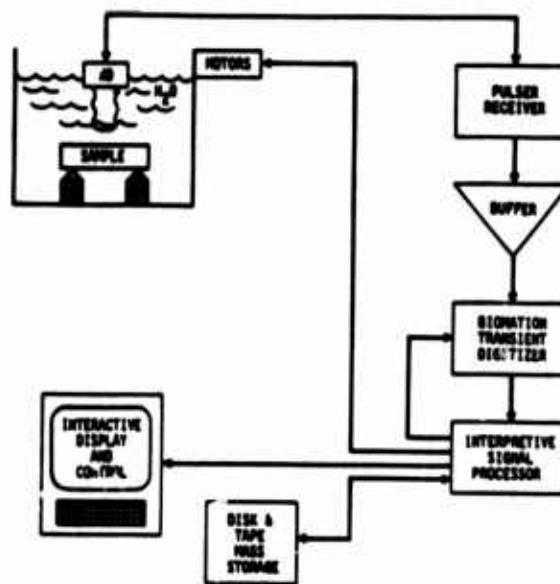 MOTORS
H2O
SAMPLE
PULSER
RECEIVER
BUFFER
BIOMATION
TRANSIENT
DIGITIZER
INTERPRETIVE
SIGNAL
PROCESSOR
INTERACTIVE
DISPLAY
AND
CONTROL
DISK &
TAPE
MASS
STORAGE